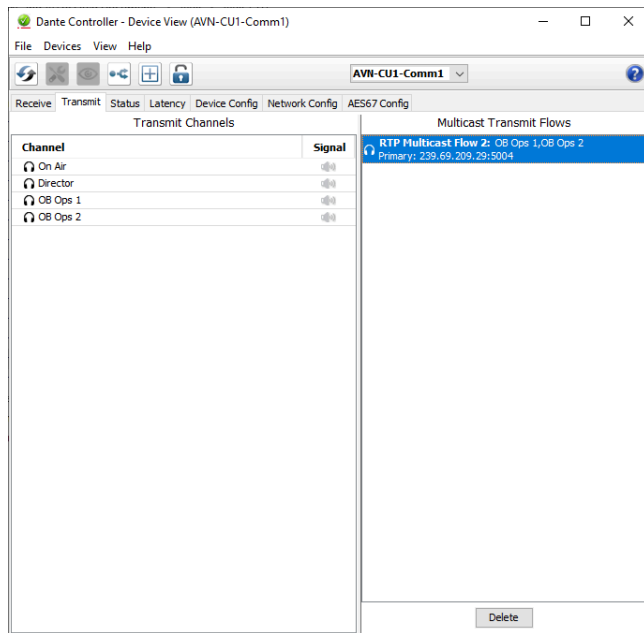 Dante Controller - Device View (AVN-CU1-Comm1)
File Devices View Help
AVN-CU1-Comm1
?
Receive Transmit Status Latency Device Config Network Config AES67 Config
Transmit Channels
Channel Signal
On Air
Director
OB Ops 1
OB Ops 2
Multicast Transmit Flows
RTP Multicast Flow 2: OB Ops 1,OB Ops 2
Primary: 239.69.209.29:5004
Delete